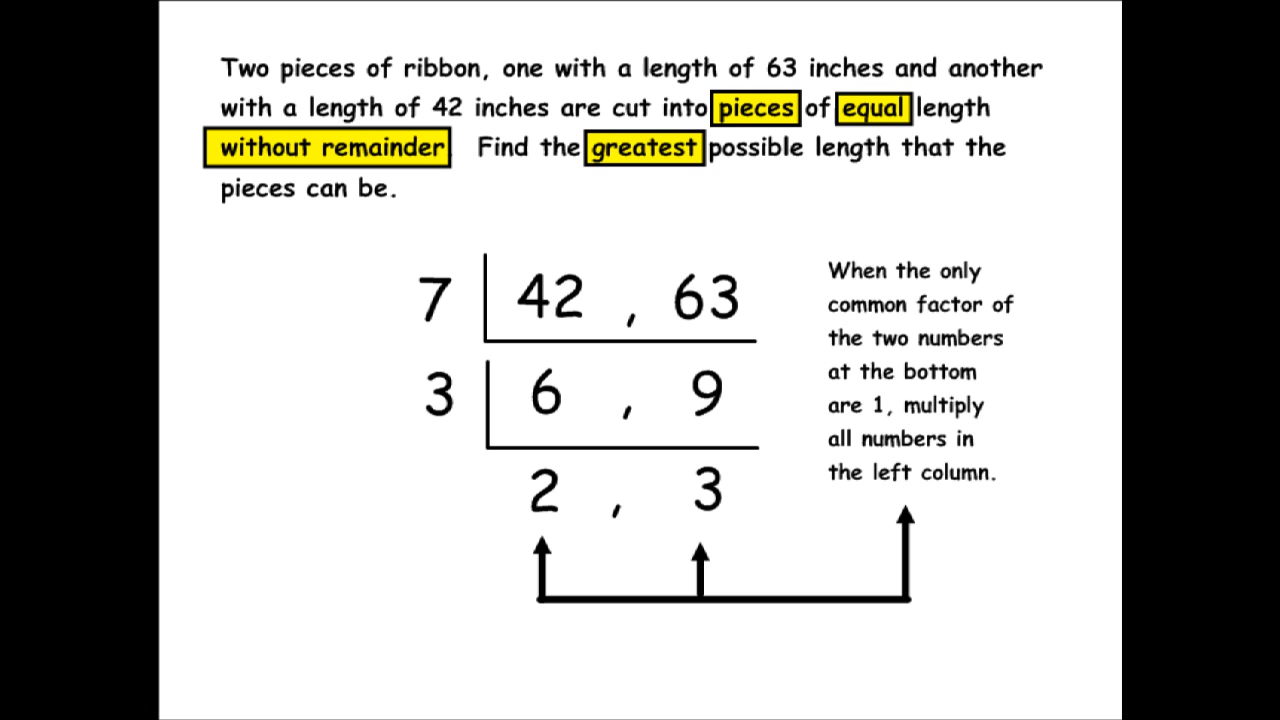 Two pieces of ribbon, one with a length of 63 inches and another
with a length of 42 inches are cut into pieces of equal length
without remainder Find the greatest possible length that the
pieces can be.
7 42 , 63
3 6 , 9
2 , 3
When the only
common factor of
the two numbers
at the bottom
are 1, multiply
all numbers in
the left column.